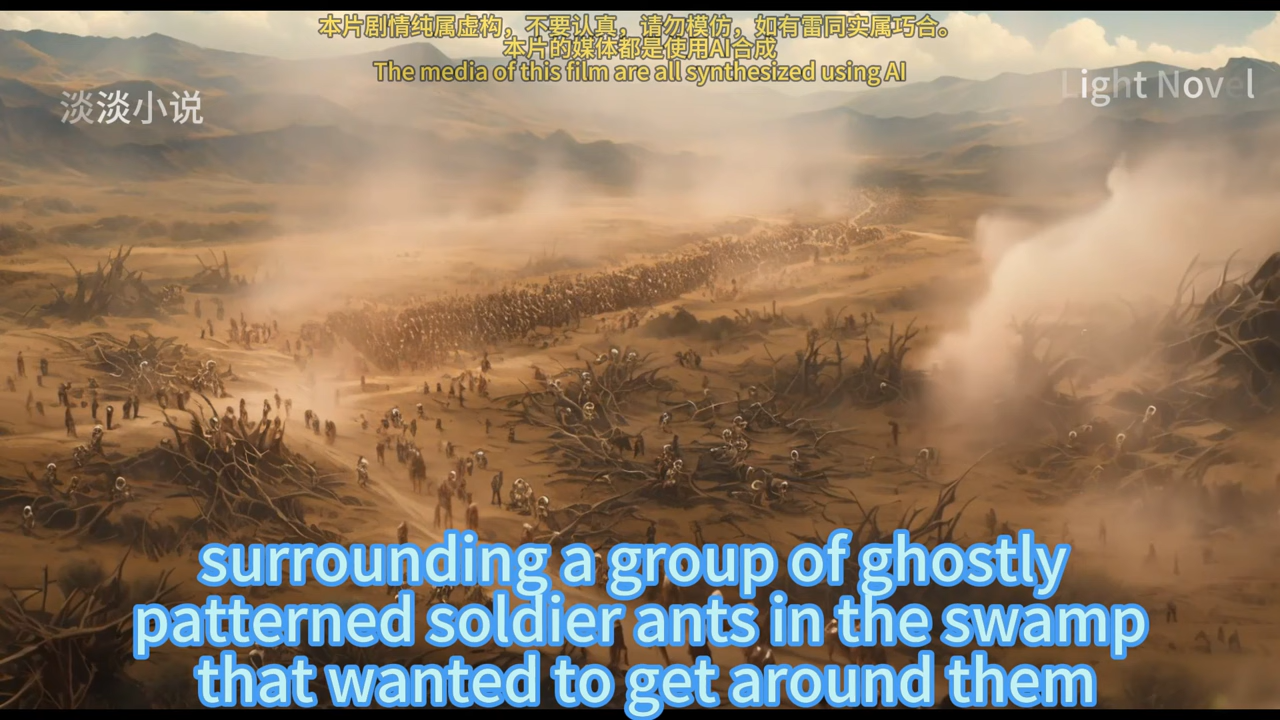 本片剧情纯属虚构，不要认真，请勿模仿，如有雷同实属巧合。
本片的媒体都是使用AI合成
The media of this film are all synthesized using AI
淡淡小说
Light Novel
surrounding a group of ghostly
patterned soldier ants in the swamp
that wanted to get around them